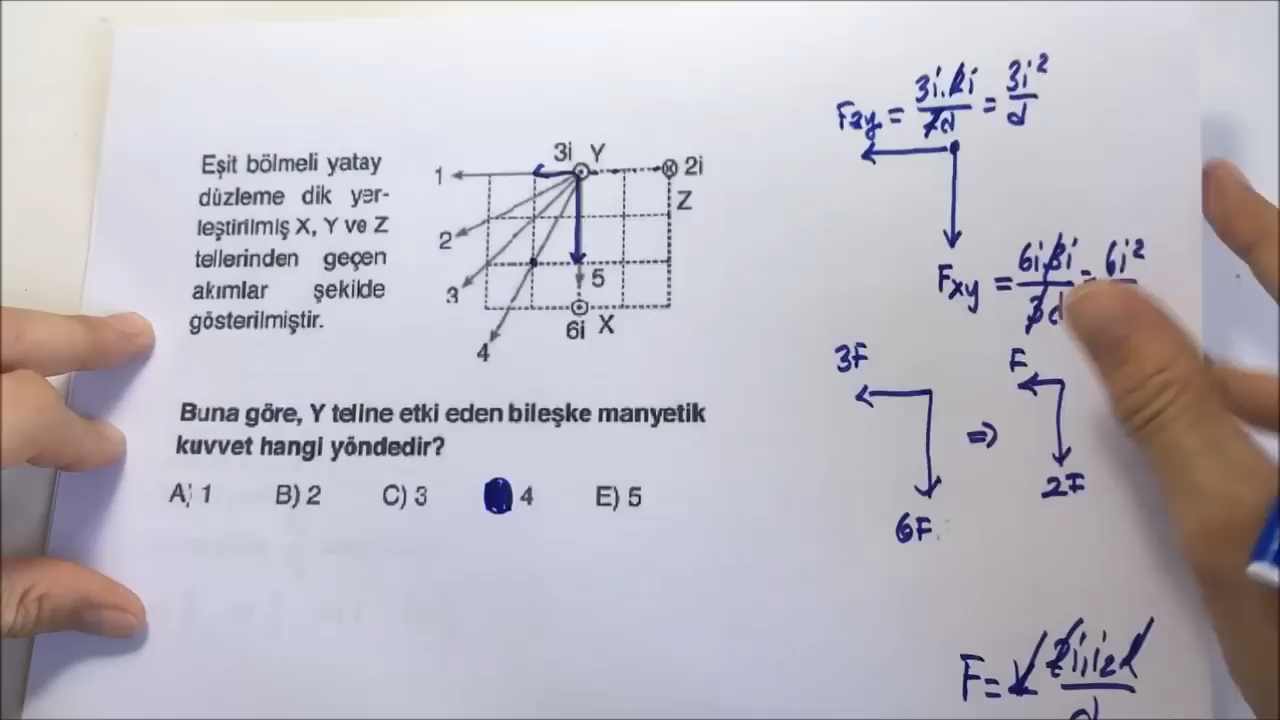 Eşit bölmeli yatay
düzleme dik yer-
leştirilmiş X, Y ve Z
tellerinden geçen
akımlar şekilde
gösterilmiştir.
3i Y
1
2i
Z
2
5
3
6i X
4
Buna göre, Y teline etki eden bileşke manyetik
kuvvet hangi yöndedir?
A) 1 B) 2 C) 3 4 E) 5
Fzy = 3i.2i / 2d = 3i² / d
Fxy = 6i 3i / 3d = 6i²
3F
6F
⇒
F
2F
F = 2i₁i₂ l / d